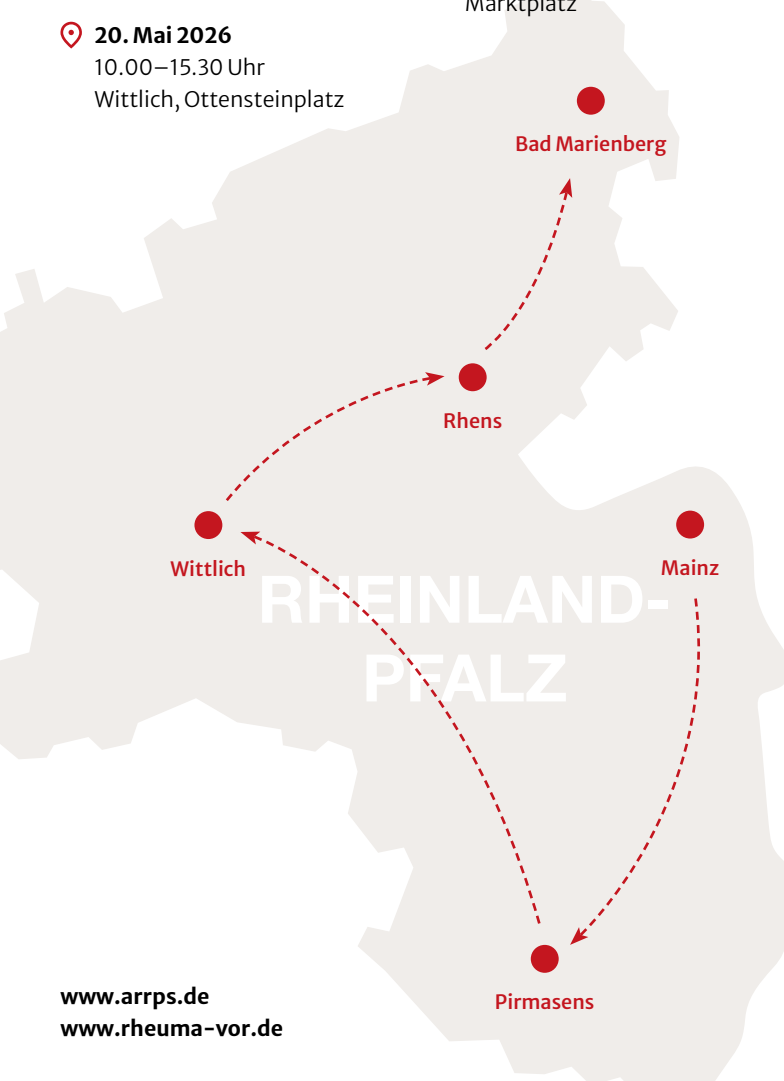 Marktplatz
20. Mai 2026
10.00–15.30 Uhr
Wittlich, Ottensteinplatz
Bad Marienberg
Rhens
Wittlich
Mainz
RHEINLAND-
PFALZ
Pirmasens
www.arrps.de
www.rheuma-vor.de